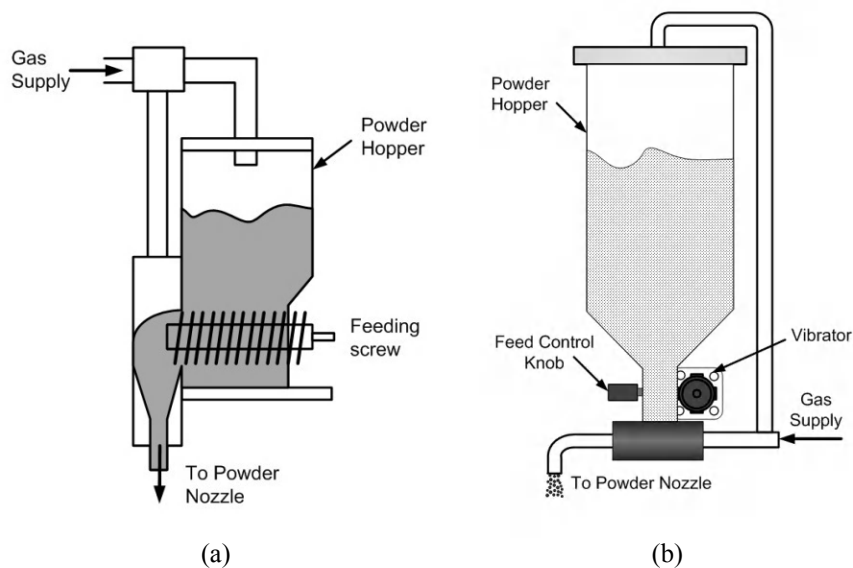 Gas
Supply
Powder
Hopper
Feeding
screw
To Powder
Nozzle
(a)
Powder
Hopper
Feed Control
Knob
Vibrator
Gas
Supply
To Powder Nozzle
(b)